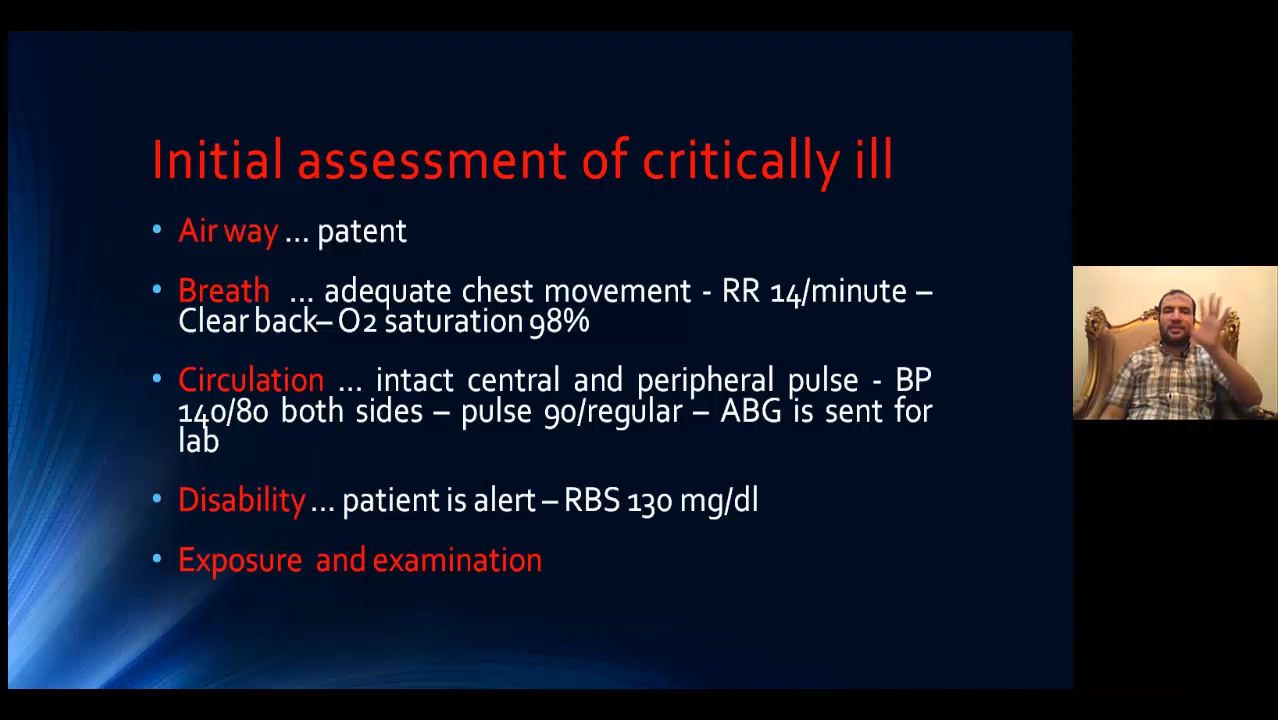 Initial assessment of critically ill
• Air way ... patent
• Breath ... adequate chest movement - RR 14/minute –
Clear back– O2 saturation 98%
• Circulation ... intact central and peripheral pulse - BP
140/80 both sides – pulse 90/regular – ABG is sent for
lab
• Disability ... patient is alert – RBS 130 mg/dl
• Exposure and examination